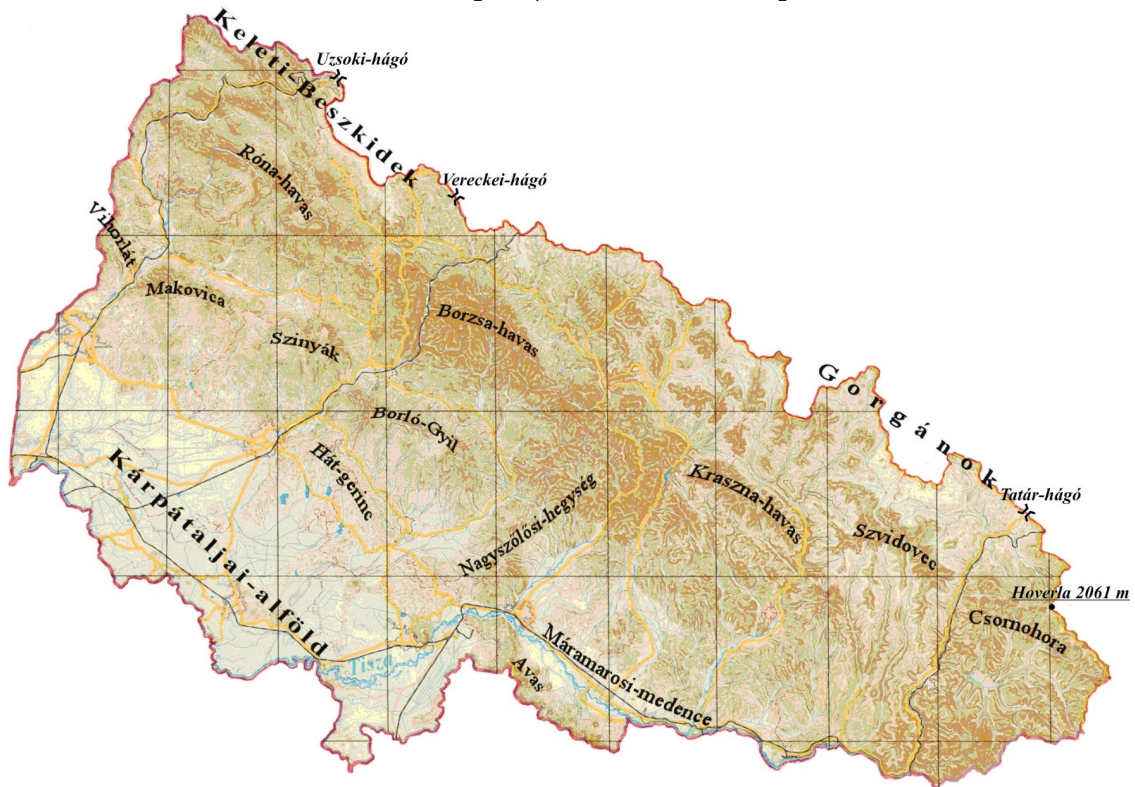 Keleti-Beszkidek
Uzsoki-hágó
Róna-havas
Vereckei-hágó
Vihorlát
Makovica
Szinyák
Borzsa-havas
Gorgánok
Borló-Gyil
Hát-gerinc
Kárpátaljai-alföld
Nagyszőlősi-hegység
Kraszna-havas
Tatár-hágó
Szvidovec
Hoverla 2061 m
Csornohora
Tisza
Avas
Máramarosi-medence